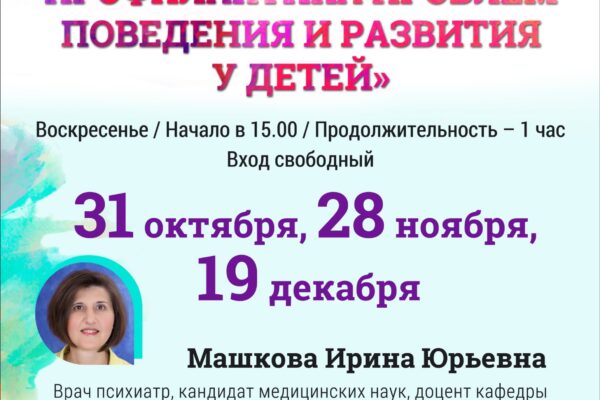 ПОВЕДЕНИЯ И РАЗВИТИЯ
У ДЕТЕЙ»
Воскресенье / Начало в 15.00 / Продолжительность – 1 час
Вход свободный
31 октября, 28 ноября,
19 декабря
Машкова Ирина Юрьевна
Врач психиатр, кандидат медицинских наук, доцент кафедры